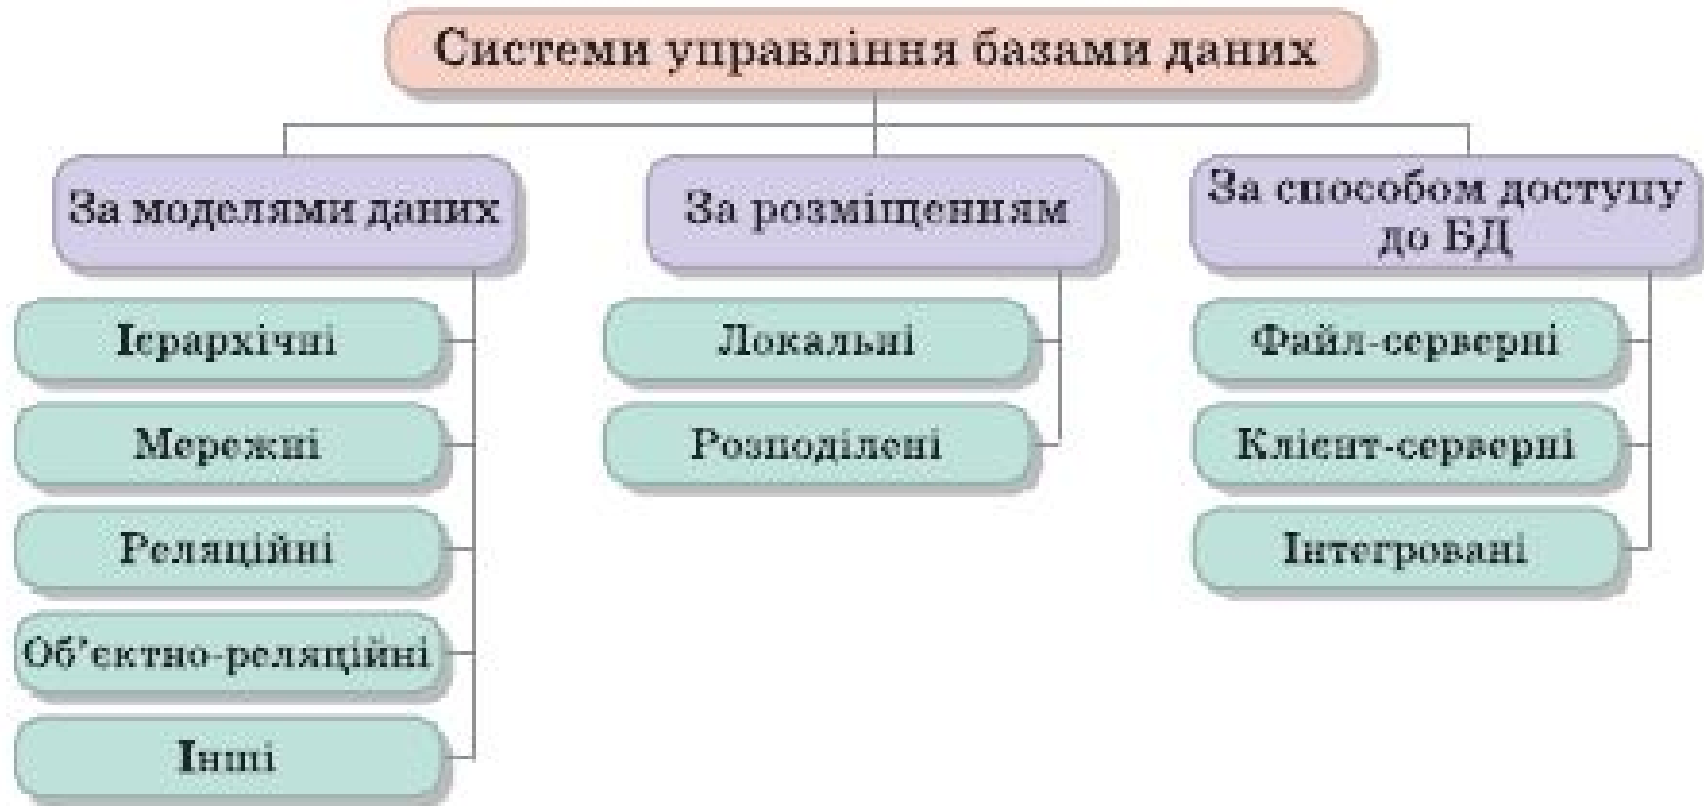 Системи управління базами даних
За моделями даних
Ієрархічні
Мережні
Реляційні
Об’єктно-реляційні
Інші
За розміщенням
Локальні
Розподілені
За способом доступу
до БД
Файл-серверні
Клієнт-серверні
Інтегровані